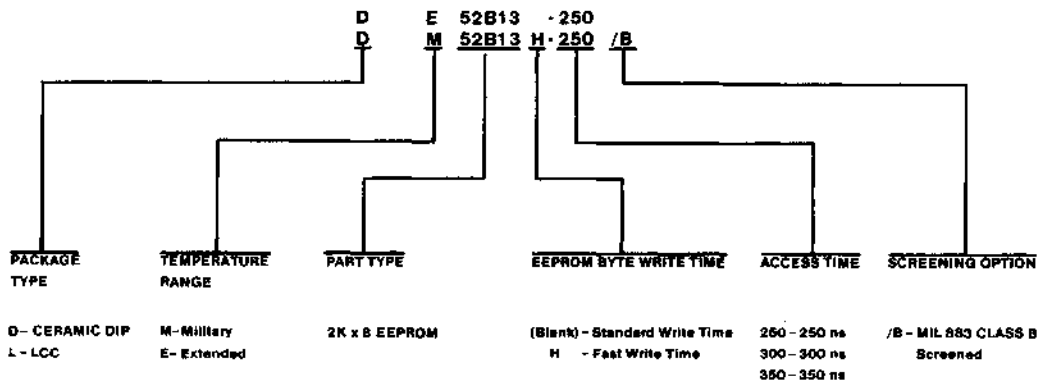 D E 52B13 -250
D M 52B13 H-250 /B
PACKAGE TYPE
TEMPERATURE RANGE
PART TYPE
EEPROM BYTE WRITE TIME
ACCESS TIME
SCREENING OPTION
D– CERAMIC DIP
L – LCC
M– Military
E– Extended
2K x 8 EEPROM
(Blank) – Standard Write Time
H – Fast Write Time
250 – 250 ns
300 – 300 ns
350 – 350 ns
/B – MIL 883 CLASS B
Screened